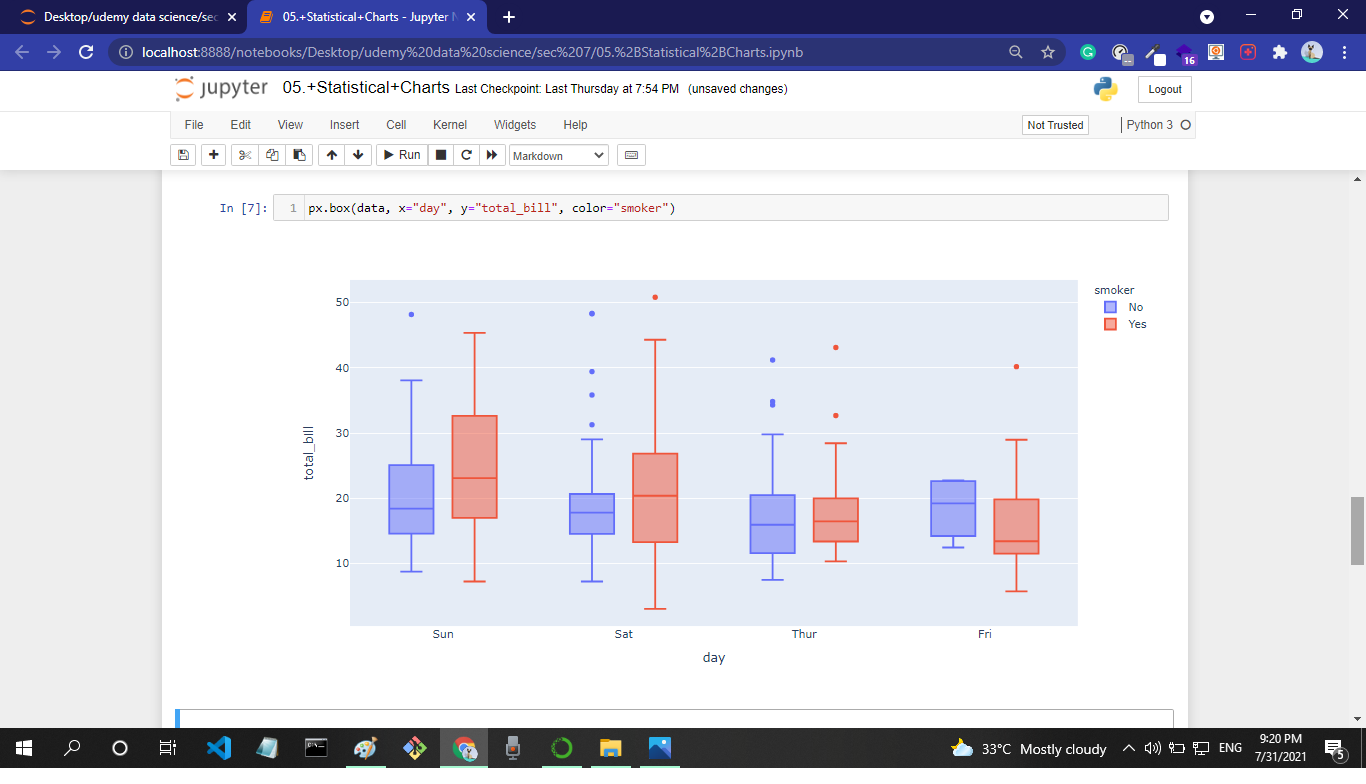 Desktop/udemy data science/sec
05.+Statistical+Charts - Jupyter N
localhost:8888/notebooks/Desktop/udemy%20data%20science/sec%207/05.%2BStatistical%2BCharts.ipynb
16
jupyter 05.+Statistical+Charts Last Checkpoint: Last Thursday at 7:54 PM (unsaved changes)
Logout
File Edit View Insert Cell Kernel Widgets Help
Not Trusted
Python 3
Run
Markdown
In [7]: 1 px.box(data, x="day", y="total_bill", color="smoker")
smoker
No
Yes
50
40
30
20
10
total_bill
Sun Sat Thur Fri
day
33°C Mostly cloudy
ENG
9:20 PM
7/31/2021
5